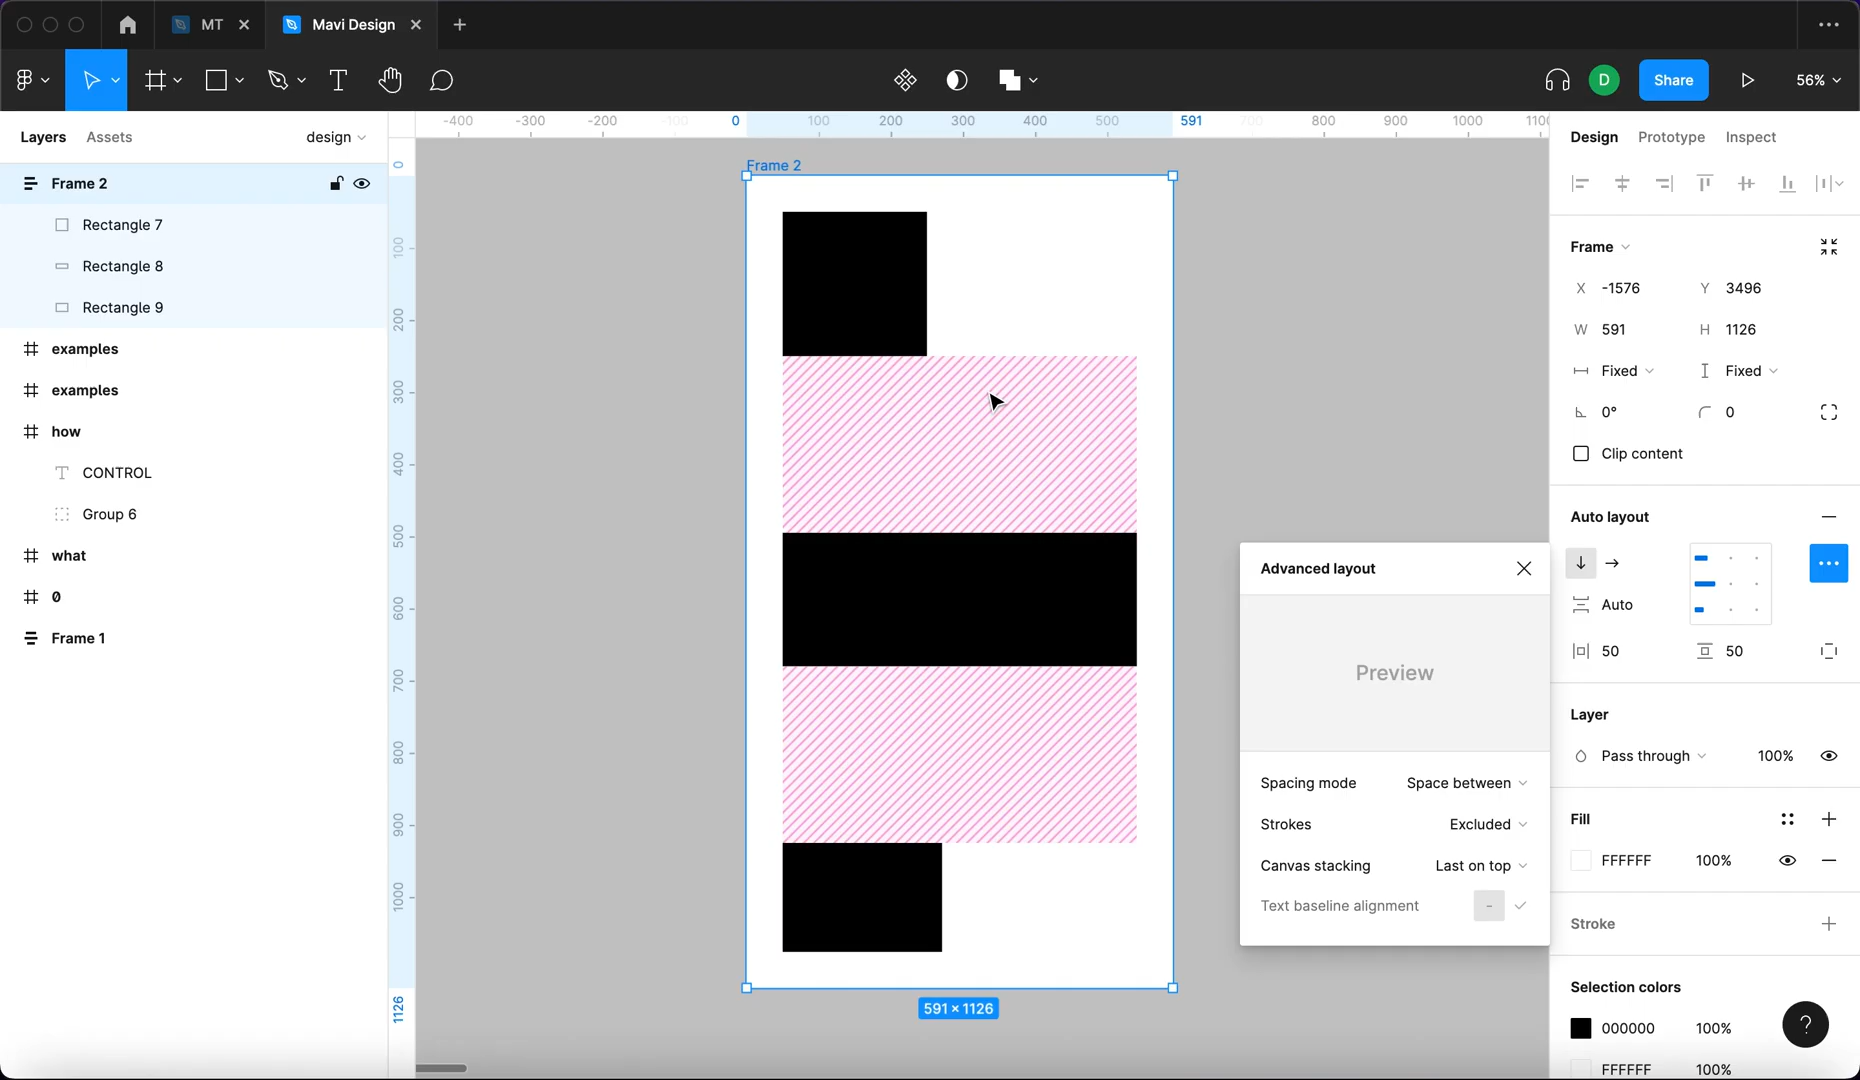 MT
Mavi Design
D
Share
56%
Layers
Assets
design
-400 -300 -200 -100 0 100 200 300 400 500 591 700 800 900 1000 1100
Design
Prototype
Inspect
Frame 2
Rectangle 7
Rectangle 8
Rectangle 9
examples
examples
how
CONTROL
Group 6
what
0
Frame 1
0
100
200
300
400
500
600
700
800
900
1000
1126
Frame 2
591 × 1126
Advanced layout
Preview
Spacing mode Space between
Strokes Excluded
Canvas stacking Last on top
Text baseline alignment -
Frame
X -1576 Y 3496
W 591 H 1126
Fixed Fixed
0° 0
Clip content
Auto layout
Auto
50 50
Layer
Pass through 100%
Fill
FFFFFF 100%
Stroke
Selection colors
000000 100%
FFFFFF 100%
?